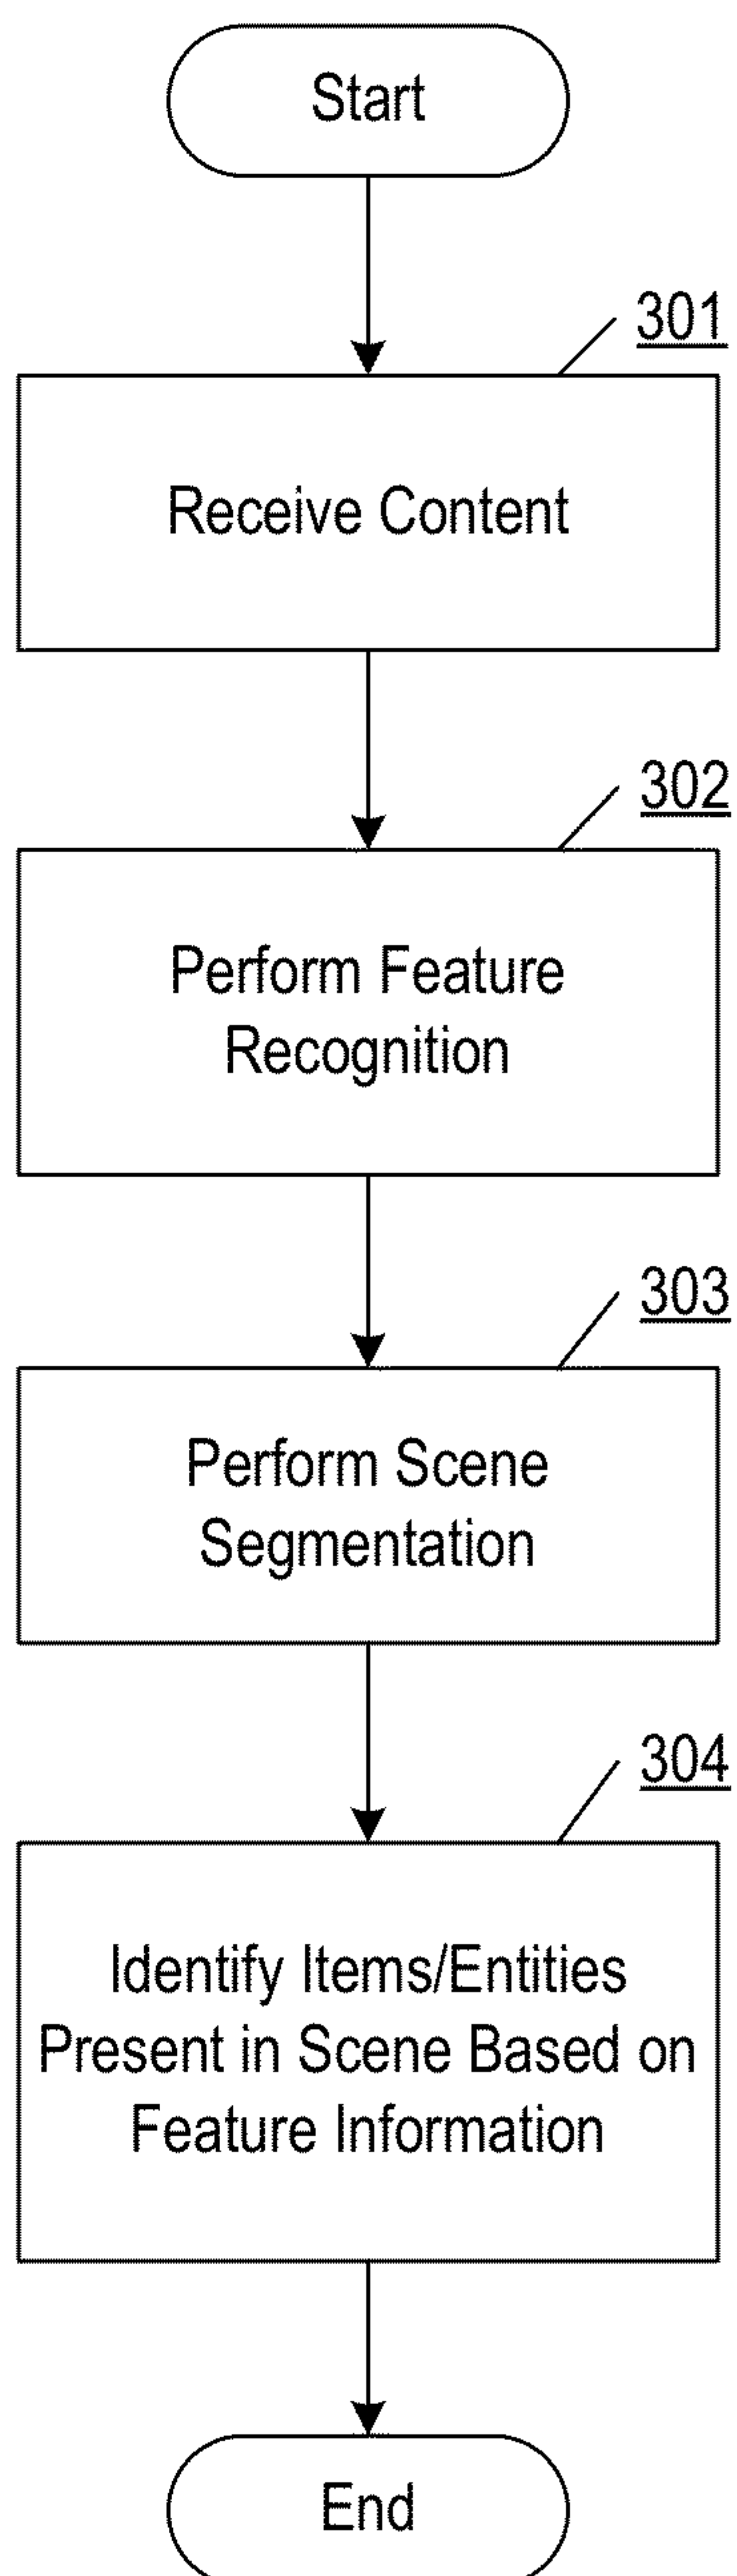 Start
301
Receive Content
302
Perform Feature
Recognition
303
Perform Scene
Segmentation
304
Identify Items/Entities
Present in Scene Based on
Feature Information
End